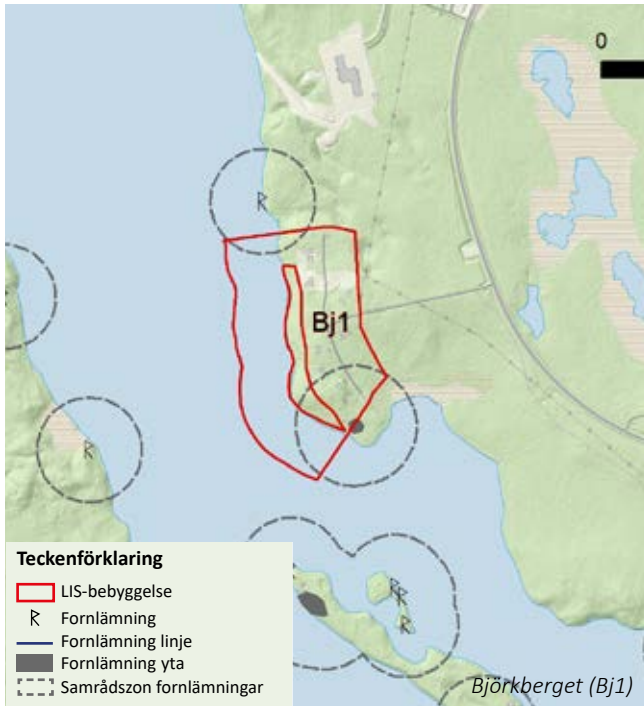 0
Bj1
Teckenförklaring
LIS-bebyggelse
Fornlämning
Fornlämning linje
Fornlämning yta
Samrådszon fornlämningar
Björkberget (Bj1)